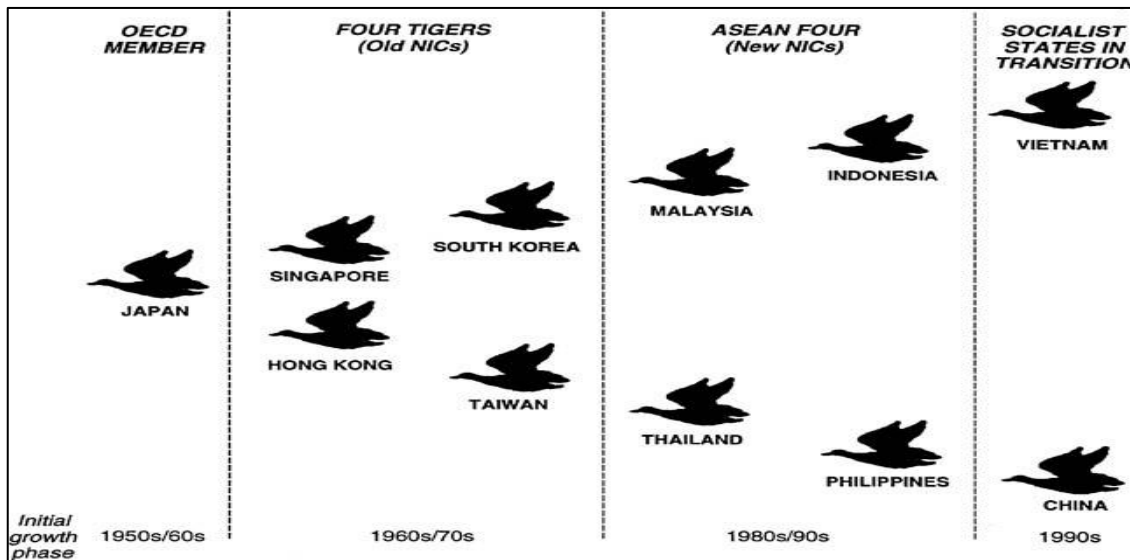 OECD
MEMBER
FOUR TIGERS
(Old NICs)
ASEAN FOUR
(New NICs)
SOCIALIST
STATES IN
TRANSITION
VIETNAM
INDONESIA
MALAYSIA
SOUTH KOREA
SINGAPORE
JAPAN
HONG KONG
TAIWAN
THAILAND
PHILIPPINES
CHINA
Initial
growth
phase
1950s/60s
1960s/70s
1980s/90s
1990s